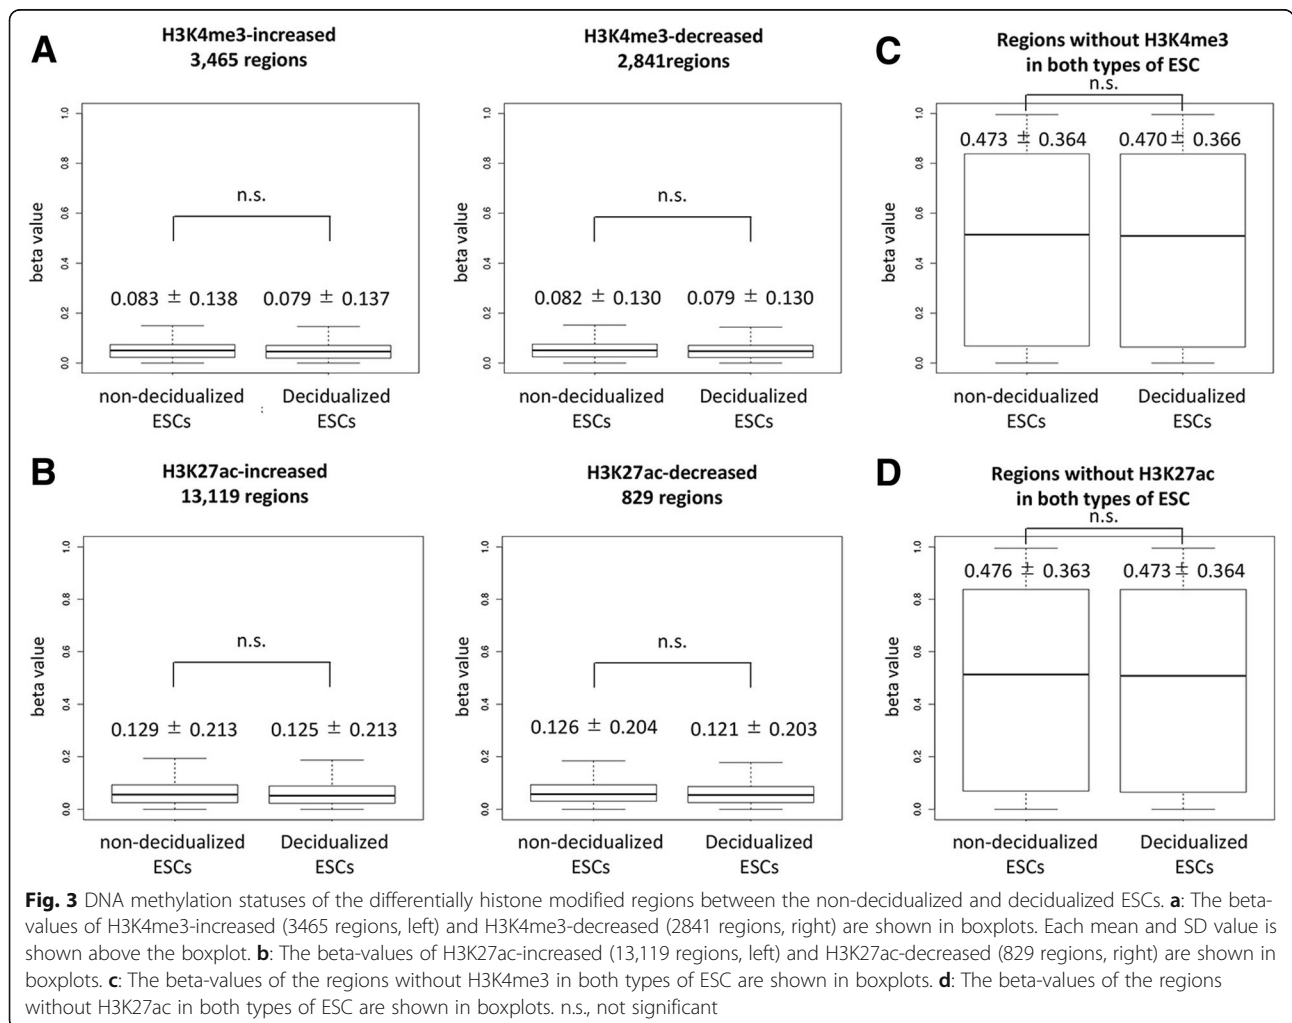 A
H3K4me3-increased
3,465 regions
beta value
1.0
0.8
0.6
0.4
0.2
0.0
n.s.
0.083 ± 0.138
0.079 ± 0.137
non-decidualized
ESCs
:
Decidualized
ESCs
H3K4me3-decreased
2,841regions
beta value
1.0
0.8
0.6
0.4
0.2
0.0
n.s.
0.082 ± 0.130
0.079 ± 0.130
non-decidualized
ESCs
Decidualized
ESCs
C
Regions without H3K4me3
in both types of ESC
n.s.
beta value
1.0
0.8
0.6
0.4
0.2
0.0
0.473 ± 0.364
0.470 ± 0.366
non-decidualized
ESCs
Decidualized
ESCs
B
H3K27ac-increased
13,119 regions
beta value
1.0
0.8
0.6
0.4
0.2
0.0
n.s.
0.129 ± 0.213
0.125 ± 0.213
non-decidualized
ESCs
Decidualized
ESCs
H3K27ac-decreased
829 regions
beta value
1.0
0.8
0.6
0.4
0.2
0.0
n.s.
0.126 ± 0.204
0.121 ± 0.203
non-decidualized
ESCs
Decidualized
ESCs
D
Regions without H3K27ac
in both types of ESC
n.s.
beta value
1.0
0.8
0.6
0.4
0.2
0.0
0.476 ± 0.363
0.473 ± 0.364
non-decidualized
ESCs
Decidualized
ESCs
Fig. 3 DNA methylation statuses of the differentially histone modified regions between the non-decidualized and decidualized ESCs. a: The beta-
values of H3K4me3-increased (3465 regions, left) and H3K4me3-decreased (2841 regions, right) are shown in boxplots. Each mean and SD value is
shown above the boxplot. b: The beta-values of H3K27ac-increased (13,119 regions, left) and H3K27ac-decreased (829 regions, right) are shown in
boxplots. c: The beta-values of the regions without H3K4me3 in both types of ESC are shown in boxplots. d: The beta-values of the regions
without H3K27ac in both types of ESC are shown in boxplots. n.s., not significant